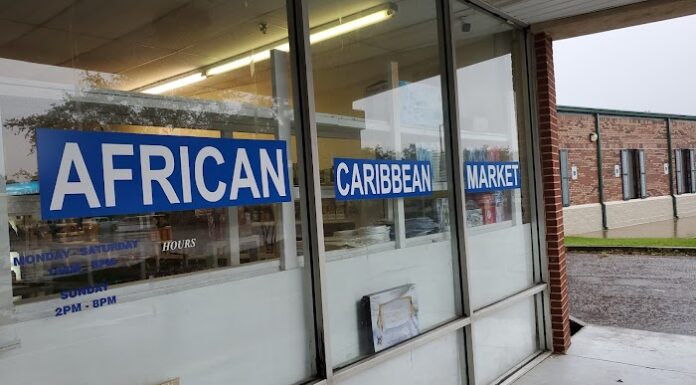 AFRICAN CARIBBEAN MARKET
HOURS
MONDAY - SATURDAY
SUNDAY
2PM - 8PM